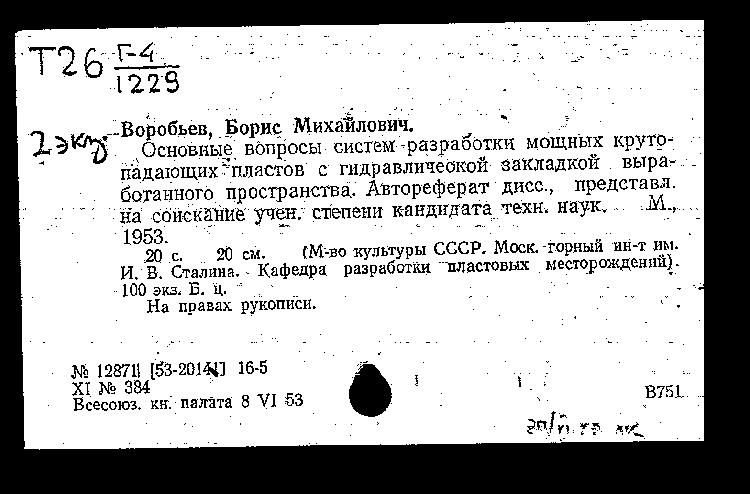 Т26 Г-4
1229
2 экз.
Воробьев, Борис Михайлович.
Основные вопросы систем разработки мощных круто-
падающих пластов с гидравлической закладкой выра-
ботанного пространства. Автореферат дисс., представл.
на соискание учен. степени кандидата техн. наук. М.,
1953.
20 с. 20 см. (М-во культуры СССР. Моск. горный ин-т им.
И. В. Сталина. Кафедра разработки пластовых месторождений).
100 экз. Б. ц.
На правах рукописи.
№ 12871 [53-2014] 16-5
XI № 384
Всесоюз. кн. палата 8 VI 53
В751